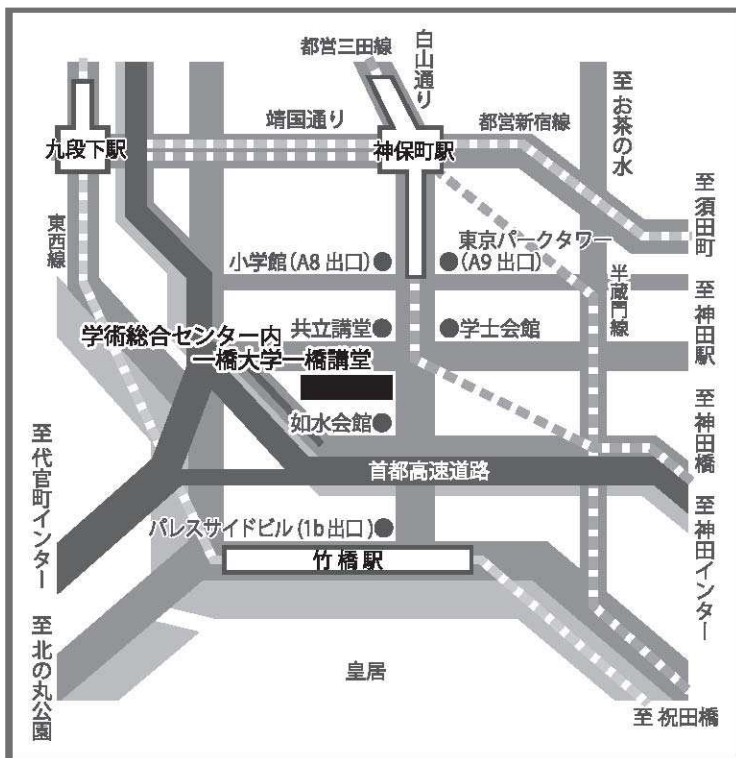 都営三田線
白山通り
至お茶の水
靖国通り
都営新宿線
九段下駅
神保町駅
至須田町
東西線
小学館(A8 出口)
東京パークタワー
(A9 出口)
半蔵門線
至神田駅
学術総合センター内
一橋大学一橋講堂
共立講堂
学士会館
如水会館
至神田橋
至代官町インター
首都高速道路
至神田インター
パレスサイドビル(1b出口)
竹橋駅
至北の丸公園
皇居
至 祝田橋